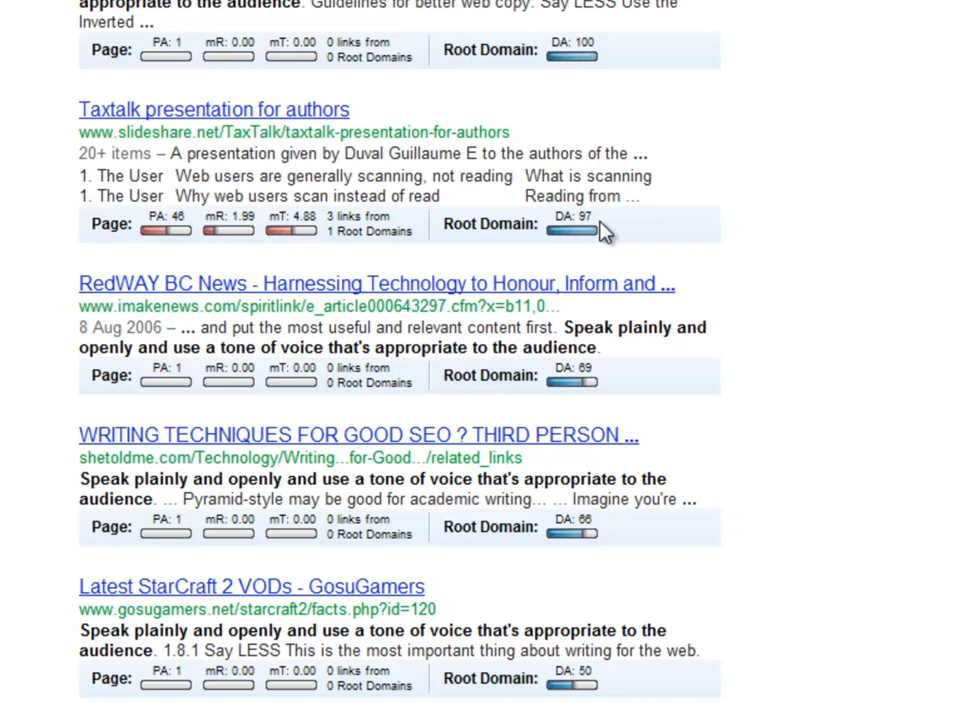 appropriate to the audience. Guidelines for better web copy: Say LESS Use the
Inverted ...
Page: PA: 1 mR: 0.00 mT: 0.00 0 links from 0 Root Domains Root Domain: DA: 100
Taxtalk presentation for authors
www.slideshare.net/TaxTalk/taxtalk-presentation-for-authors
20+ items – A presentation given by Duval Guillaume E to the authors of the ...
1. The User Web users are generally scanning, not reading What is scanning
1. The User Why web users scan instead of read Reading from ...
Page: PA: 46 mR: 1.99 mT: 4.88 3 links from 1 Root Domains Root Domain: DA: 97
RedWAY BC News - Harnessing Technology to Honour, Inform and ...
www.imakenews.com/spiritlink/e_article000643297.cfm?x=b11,0...
8 Aug 2006 – ... and put the most useful and relevant content first. Speak plainly and
openly and use a tone of voice that's appropriate to the audience.
Page: PA: 1 mR: 0.00 mT: 0.00 0 links from 0 Root Domains Root Domain: DA: 69
WRITING TECHNIQUES FOR GOOD SEO ? THIRD PERSON ...
shetoldme.com/Technology/Writing...for-Good.../related_links
Speak plainly and openly and use a tone of voice that's appropriate to the
audience. ... Pyramid-style may be good for academic writing... ... Imagine you're ...
Page: PA: 1 mR: 0.00 mT: 0.00 0 links from 0 Root Domains Root Domain: DA: 66
Latest StarCraft 2 VODs - GosuGamers
www.gosugamers.net/starcraft2/facts.php?id=120
Speak plainly and openly and use a tone of voice that's appropriate to the
audience. 1.8.1 Say LESS This is the most important thing about writing for the web.
Page: PA: 1 mR: 0.00 mT: 0.00 0 links from 0 Root Domains Root Domain: DA: 50